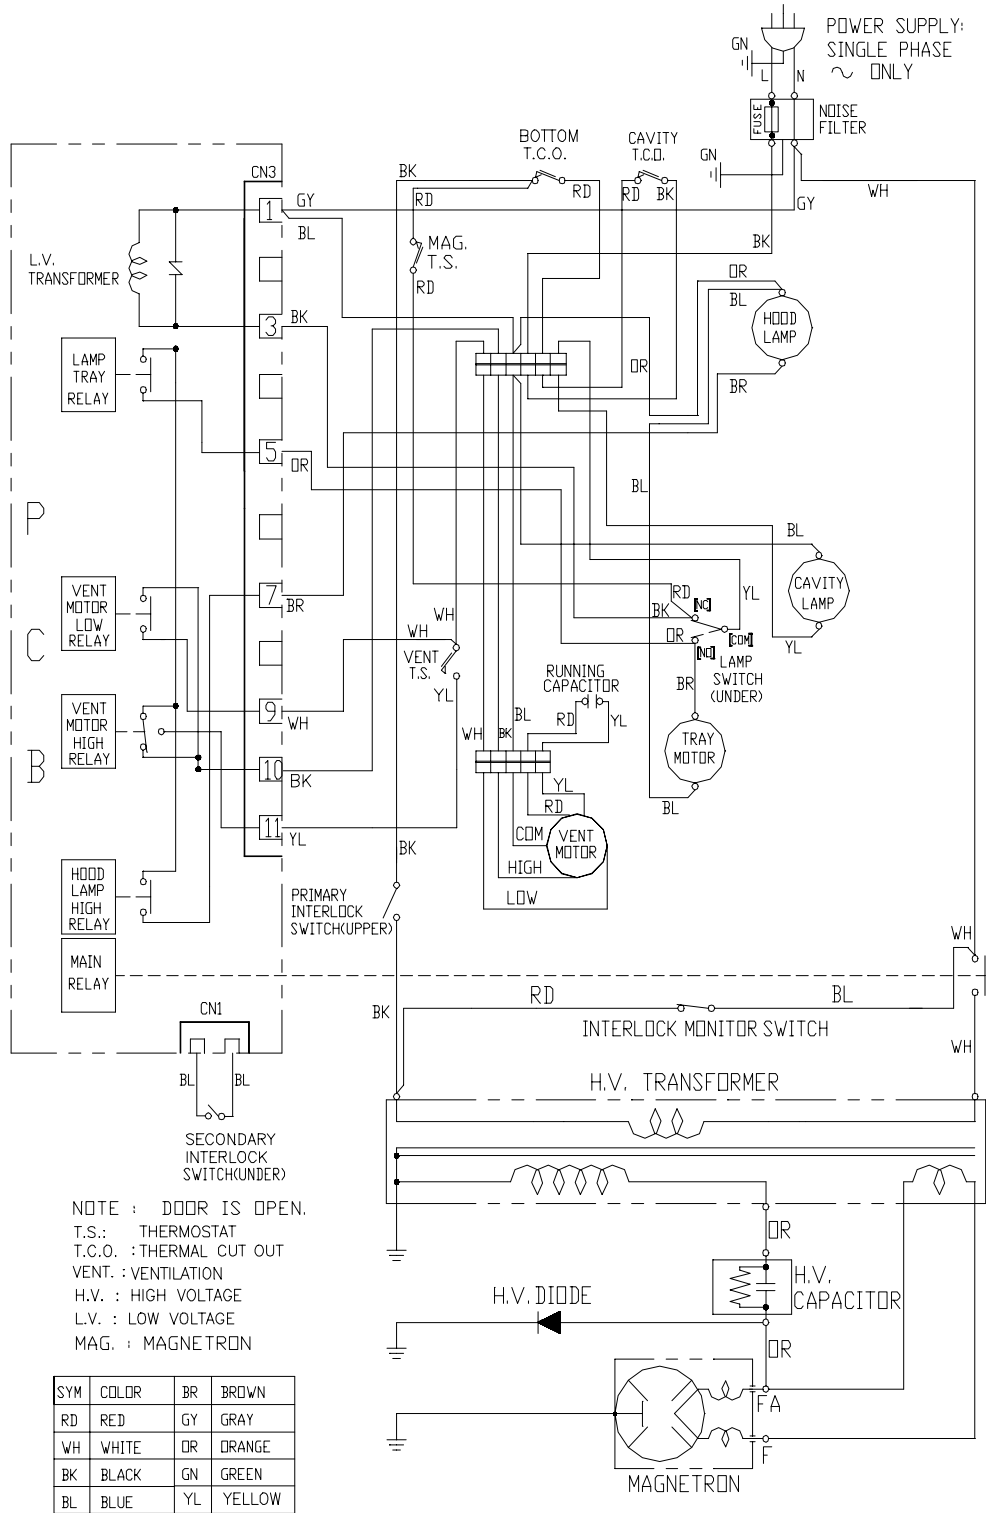 POWER SUPPLY:
SINGLE PHASE
~ ONLY
GN
L
N
FUSE
NOISE
FILTER
BOTTOM
T.C.O.
CAVITY
T.C.O.
GN
BK
RD
RD
RD
BK
WH
GY
BK
CN3
1
GY
BL
MAG.
T.S.
RD
L.V.
TRANSFORMER
3
BK
OR
BL
HOOD
LAMP
BR
OR
LAMP
TRAY
RELAY
5
OR
BL
BL
P
C
B
VENT
MOTOR
LOW
RELAY
7
BR
CAVITY
LAMP
YL
RD
[NC]
BK
YL
OR
[COM]
[NO]
LAMP
SWITCH
(UNDER)
WH
WH
VENT
T.S.
YL
RUNNING
CAPACITOR
VENT
MOTOR
HIGH
RELAY
9
WH
BR
RD
YL
BL
WH
BK
TRAY
MOTOR
10
BK
YL
RD
BL
11
YL
COM
VENT
MOTOR
HIGH
LOW
BK
HOOD
LAMP
HIGH
RELAY
PRIMARY
INTERLOCK
SWITCH(UPPER)
MAIN
RELAY
WH
RD
BL
CN1
BK
INTERLOCK MONITOR SWITCH
WH
BL
BL
H.V. TRANSFORMER
SECONDARY
INTERLOCK
SWITCH(UNDER)
NOTE : DOOR IS OPEN.
T.S.: THERMOSTAT
T.C.O. : THERMAL CUT OUT
VENT. : VENTILATION
H.V. : HIGH VOLTAGE
L.V. : LOW VOLTAGE
MAG. : MAGNETRON
OR
H.V.
CAPACITOR
H.V. DIODE
OR
FA
F
MAGNETRON
SYM COLOR BR BROWN
RD RED GY GRAY
WH WHITE OR ORANGE
BK BLACK GN GREEN
BL BLUE YL YELLOW